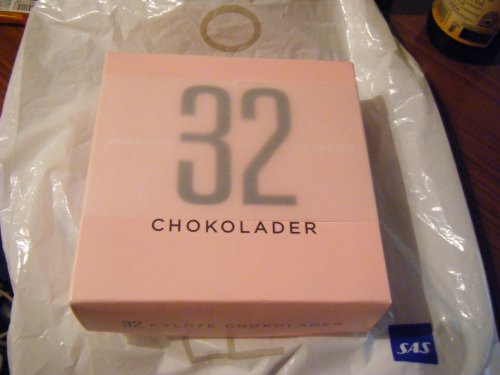 32
CHOKOLADER
32 FYLDTE CHOKOLADER
SAS